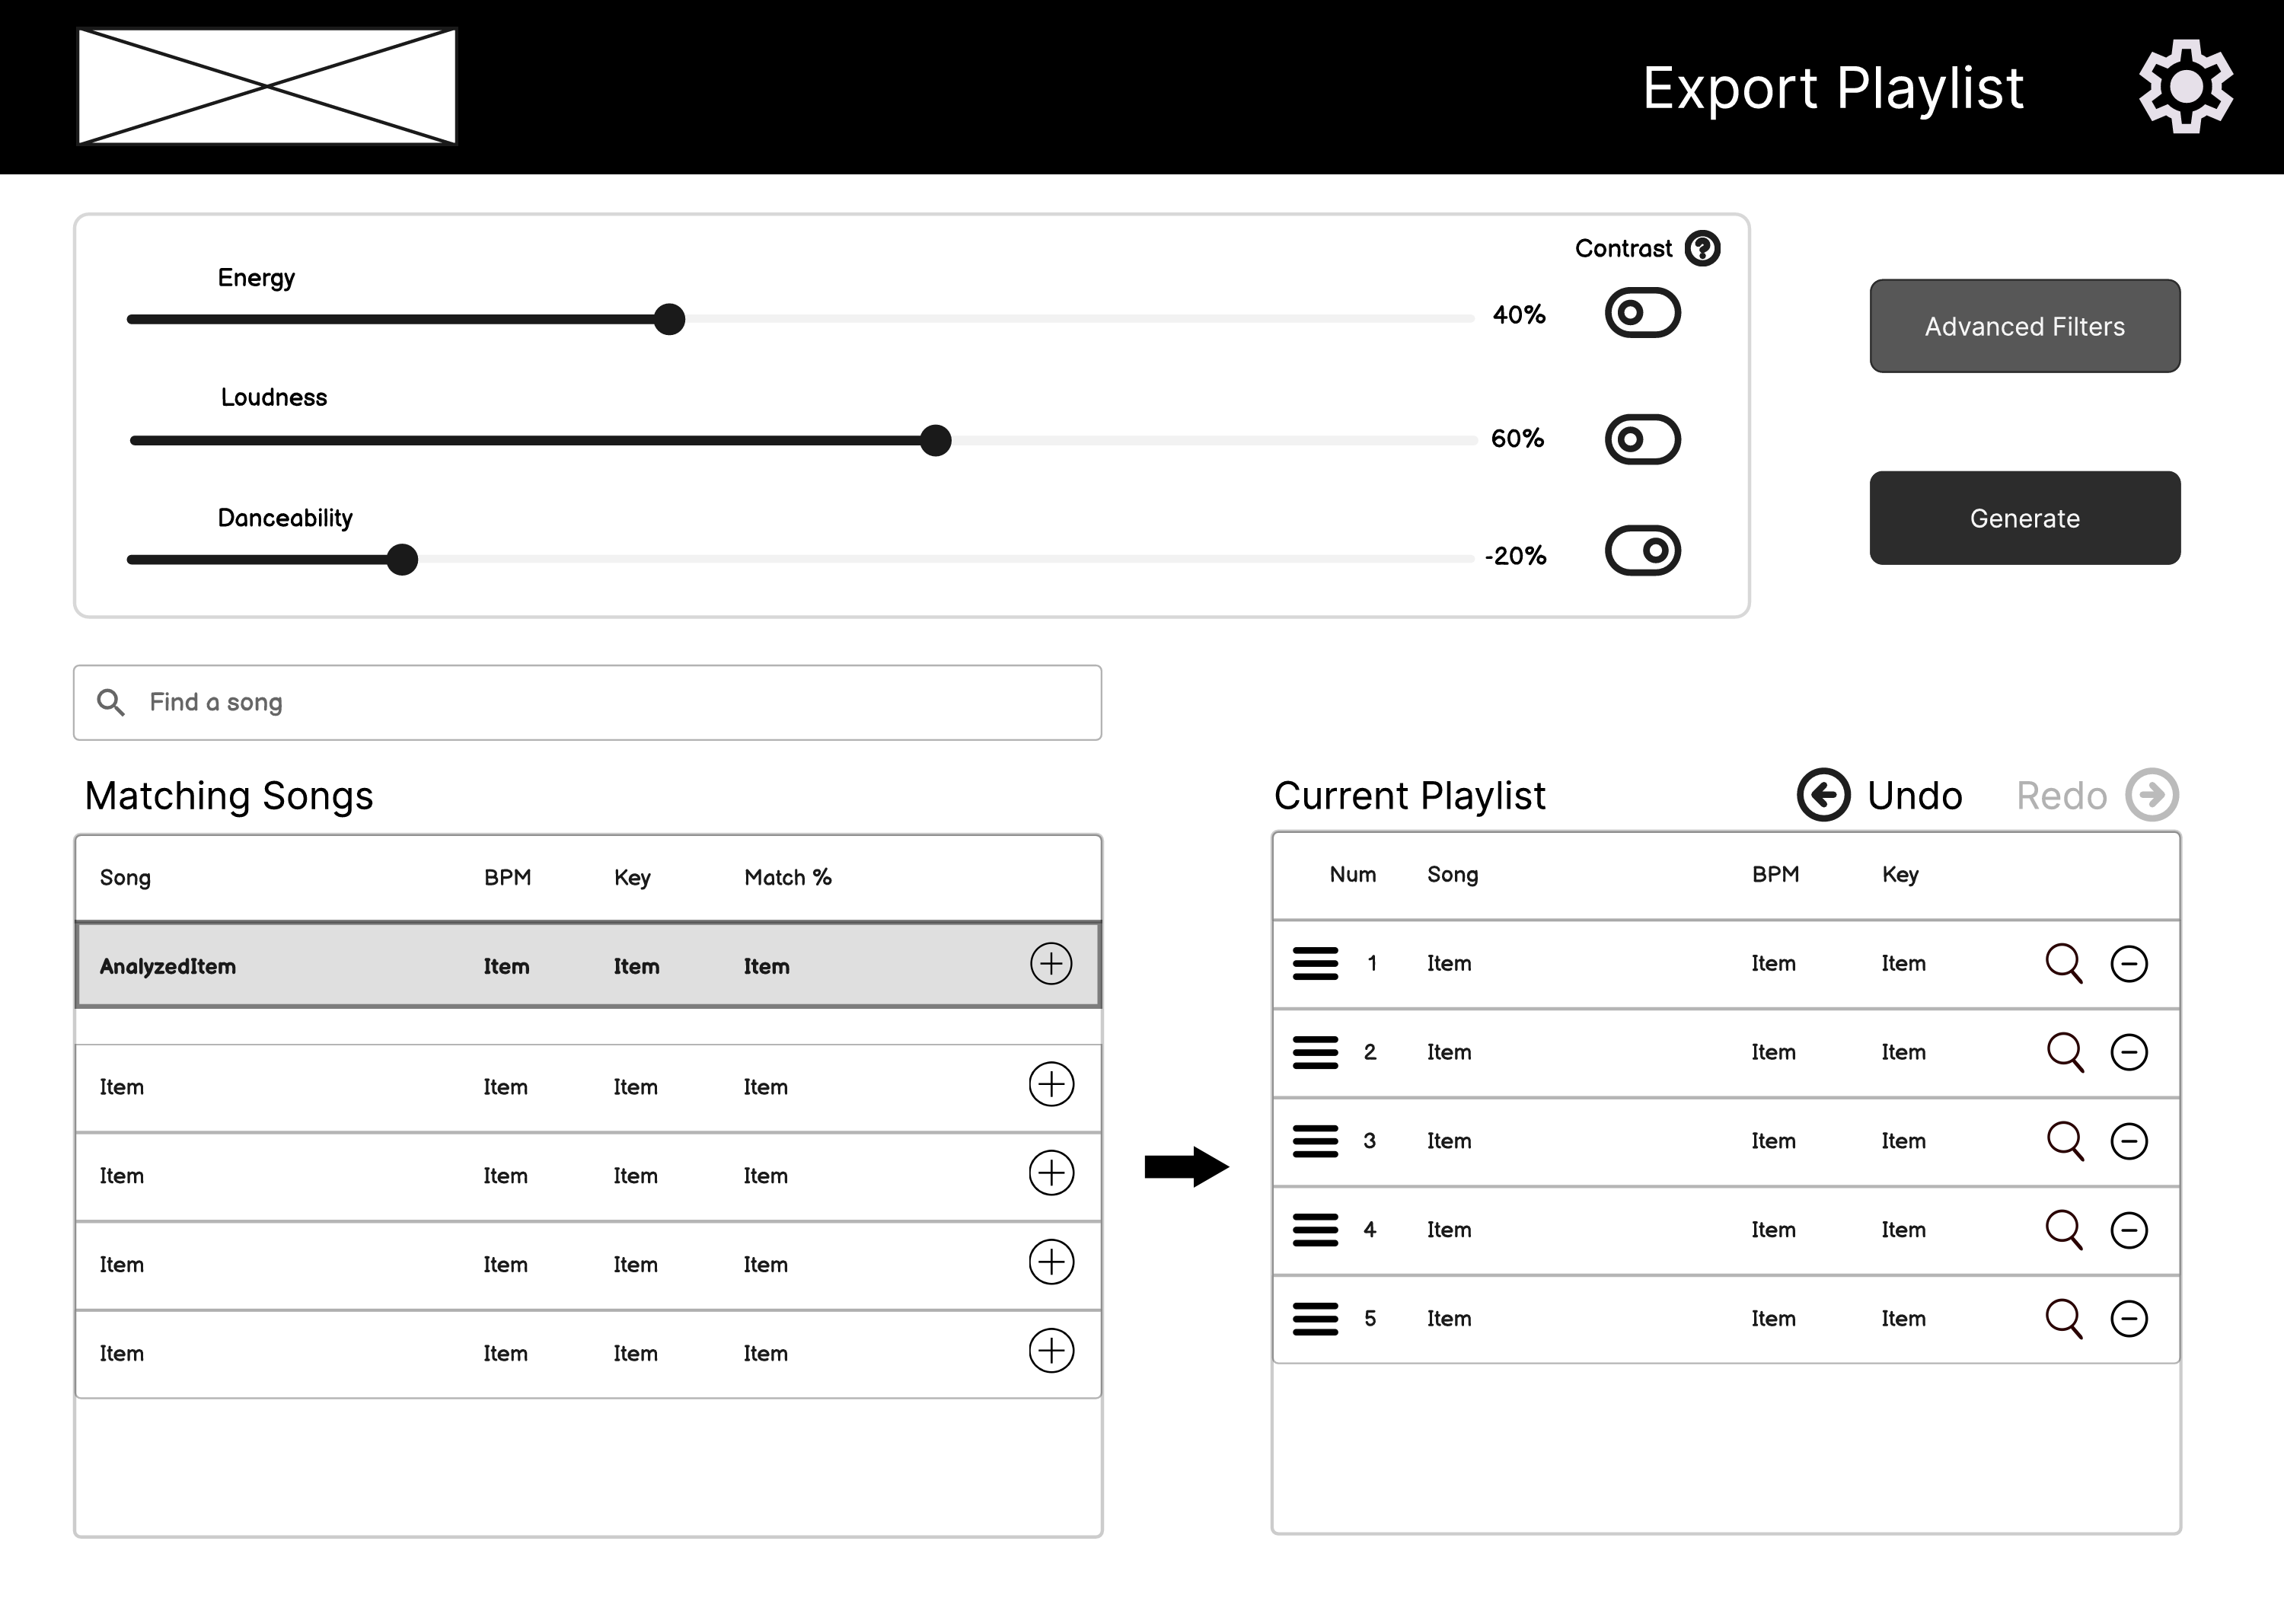 Export Playlist
Contrast ?
Energy
40%
Loudness
60%
Danceability
-20%
Advanced Filters
Generate
Find a song
Matching Songs
Song BPM Key Match %
AnalyzedItem Item Item Item
Item Item Item Item
Item Item Item Item
Item Item Item Item
Item Item Item Item
Current Playlist Undo Redo
Num Song BPM Key
1 Item Item Item
2 Item Item Item
3 Item Item Item
4 Item Item Item
5 Item Item Item